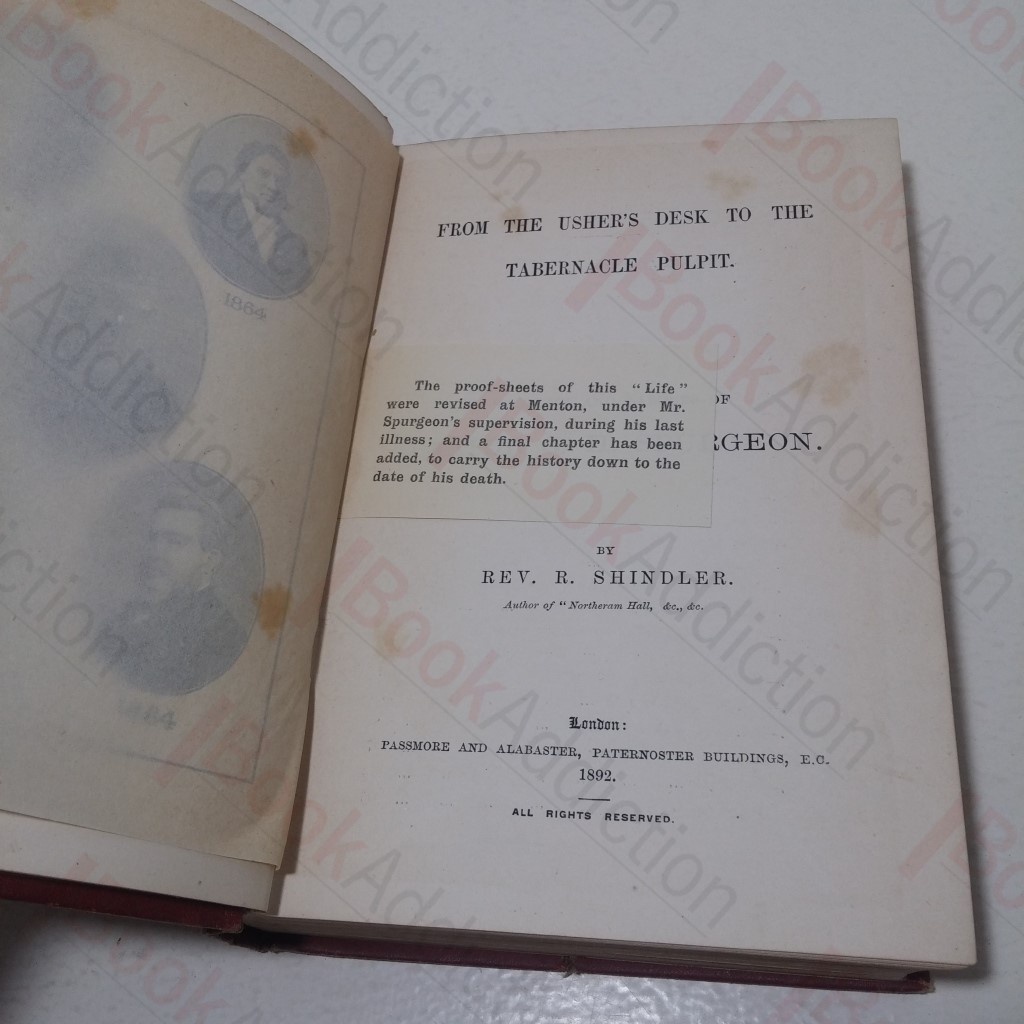 1864
1884
FROM THE USHER'S DESK TO THE
TABERNACLE PULPIT.
The proof-sheets of this "Life"
were revised at Menton, under Mr.
Spurgeon's supervision, during his last
illness; and a final chapter has been
added, to carry the history down to the
date of his death.
OF
RGEON.
BY
REV. R. SHINDLER.
Author of "Northeram Hall, &c., &c.
London:
PASSMORE AND ALABASTER, PATERNOSTER BUILDINGS, E.C.
1892.
ALL RIGHTS RESERVED.
BookAddiction